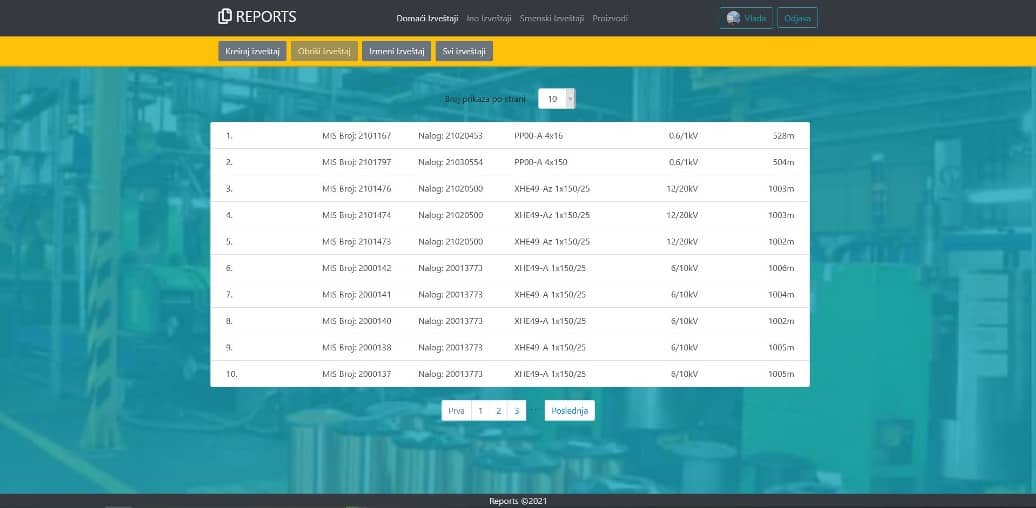 REPORTS
Domaći Izveštaji Ino Izveštaji Smenski Izveštaji Proizvodi
Vlada Odjava
Kreiraj izveštaj Obriši izveštaj Izmeni Izveštaj Svi izveštaji
Broj prikaza po strani 10
1. MIS Broj: 2101167 Nalog: 21020453 PP00-A 4x16 0.6/1kV 528m
2. MIS Broj: 2101797 Nalog: 21030554 PP00-A 4x150 0.6/1kV 504m
3. MIS Broj: 2101476 Nalog: 21020500 XHE49-Az 1x150/25 12/20kV 1003m
4. MIS Broj: 2101474 Nalog: 21020500 XHE49-Az 1x150/25 12/20kV 1003m
5. MIS Broj: 2101473 Nalog: 21020500 XHE49-Az 1x150/25 12/20kV 1002m
6. MIS Broj: 2000142 Nalog: 20013773 XHE49-A 1x150/25 6/10kV 1006m
7. MIS Broj: 2000141 Nalog: 20013773 XHE49-A 1x150/25 6/10kV 1004m
8. MIS Broj: 2000140 Nalog: 20013773 XHE49-A 1x150/25 6/10kV 1002m
9. MIS Broj: 2000138 Nalog: 20013773 XHE49-A 1x150/25 6/10kV 1005m
10. MIS Broj: 2000137 Nalog: 20013773 XHE49-A 1x150/25 6/10kV 1005m
Prva 1 2 3 ... Poslednja
Reports ©2021